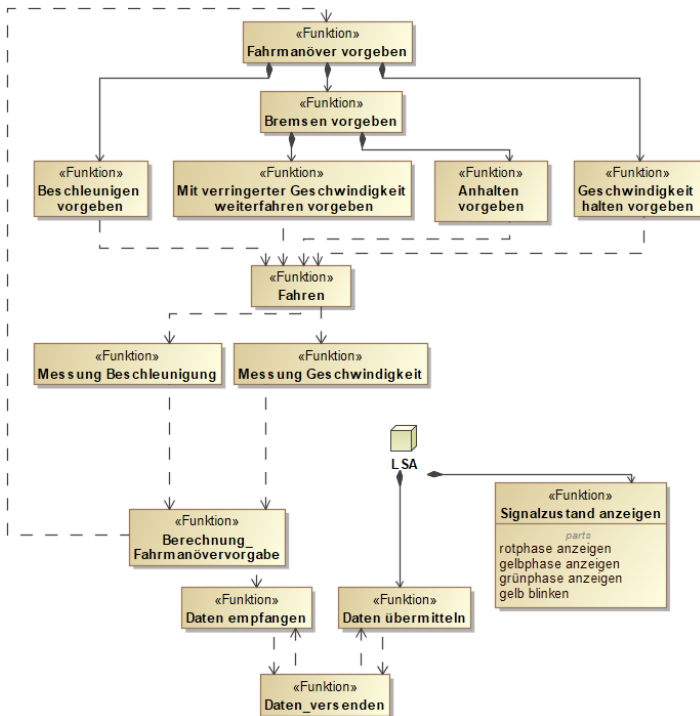 «Funktion»
Fahrmanöver vorgeben
«Funktion»
Bremsen vorgeben
«Funktion»
Beschleunigen
vorgeben
«Funktion»
Mit verringerter Geschwindigkeit
weiterfahren vorgeben
«Funktion»
Anhalten
vorgeben
«Funktion»
Geschwindigkeit
halten vorgeben
«Funktion»
Fahren
«Funktion»
Messung Beschleunigung
«Funktion»
Messung Geschwindigkeit
LSA
«Funktion»
Signalzustand anzeigen
parts
rotphase anzeigen
gelbphase anzeigen
grünphase anzeigen
gelb blinken
«Funktion»
Berechnung_
Fahrmanövervorgabe
«Funktion»
Daten empfangen
«Funktion»
Daten übermitteln
«Funktion»
Daten_versenden